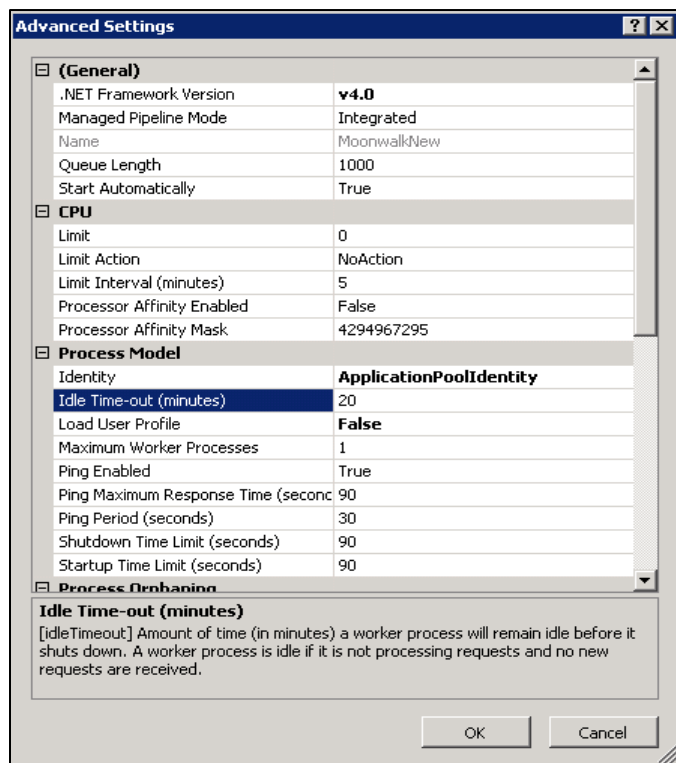 Advanced Settings
(General)
.NET Framework Version v4.0
Managed Pipeline Mode Integrated
Name MoonwalkNew
Queue Length 1000
Start Automatically True
CPU
Limit 0
Limit Action NoAction
Limit Interval (minutes) 5
Processor Affinity Enabled False
Processor Affinity Mask 4294967295
Process Model
Identity ApplicationPoolIdentity
Idle Time-out (minutes) 20
Load User Profile False
Maximum Worker Processes 1
Ping Enabled True
Ping Maximum Response Time (second 90
Ping Period (seconds) 30
Shutdown Time Limit (seconds) 90
Startup Time Limit (seconds) 90
Process Orphaning
Idle Time-out (minutes)
[idleTimeout] Amount of time (in minutes) a worker process will remain idle before it
shuts down. A worker process is idle if it is not processing requests and no new
requests are received.
OK Cancel